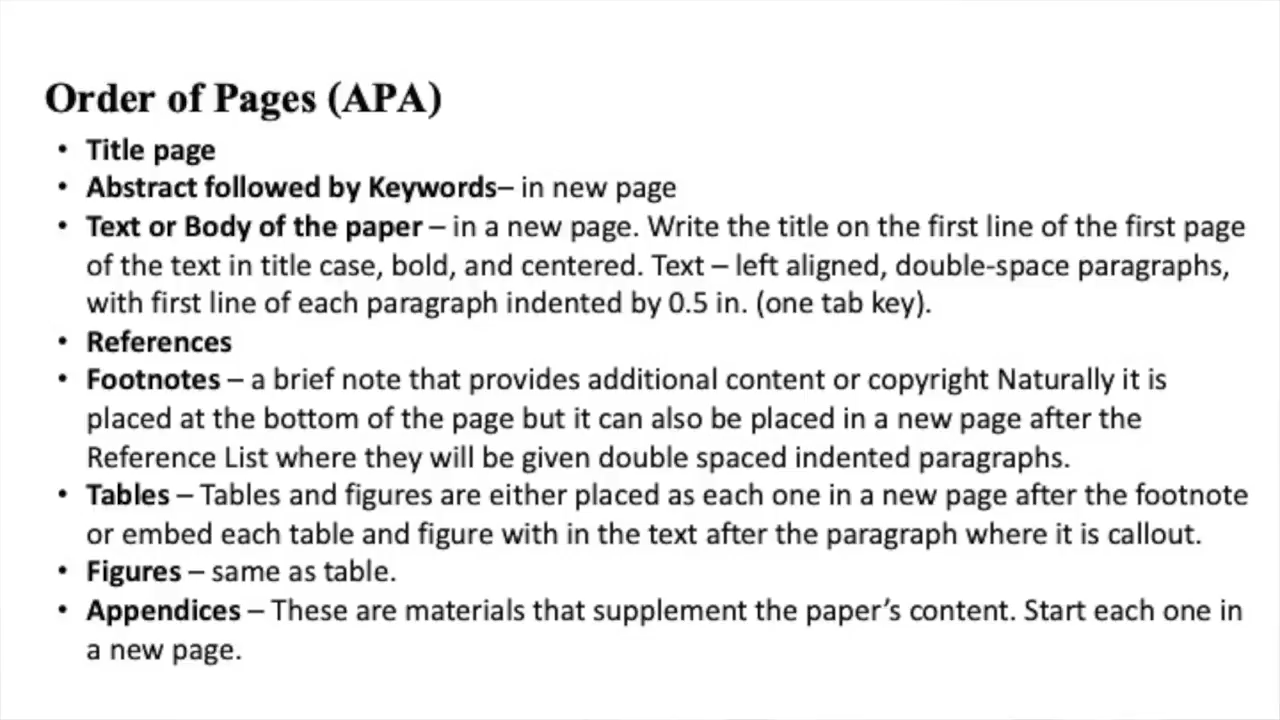 Order of Pages (APA)
• Title page
• Abstract followed by Keywords– in new page
• Text or Body of the paper – in a new page. Write the title on the first line of the first page
of the text in title case, bold, and centered. Text – left aligned, double-space paragraphs,
with first line of each paragraph indented by 0.5 in. (one tab key).
• References
• Footnotes – a brief note that provides additional content or copyright Naturally it is
placed at the bottom of the page but it can also be placed in a new page after the
Reference List where they will be given double spaced indented paragraphs.
• Tables – Tables and figures are either placed as each one in a new page after the footnote
or embed each table and figure with in the text after the paragraph where it is callout.
• Figures – same as table.
• Appendices – These are materials that supplement the paper’s content. Start each one in
a new page.